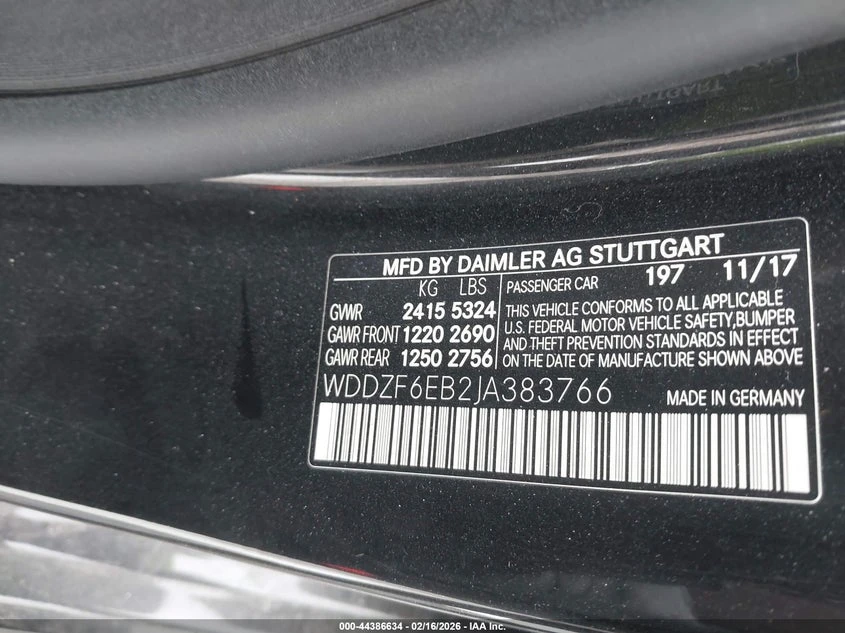 MFD BY DAIMLER AG STUTTGART
KG LBS
GVWR 2415 5324
GAWR FRONT 1220 2690
GAWR REAR 1250 2756
PASSENGER CAR 197 11/17
THIS VEHICLE CONFORMS TO ALL APPLICABLE
U.S. FEDERAL MOTOR VEHICLE SAFETY,BUMPER
AND THEFT PREVENTION STANDARDS IN EFFECT
ON THE DATE OF MANUFACTURE SHOWN ABOVE
WDDZF6EB2JA383766
MADE IN GERMANY
000-44386634 - 02/16/2026 - IAA Inc.